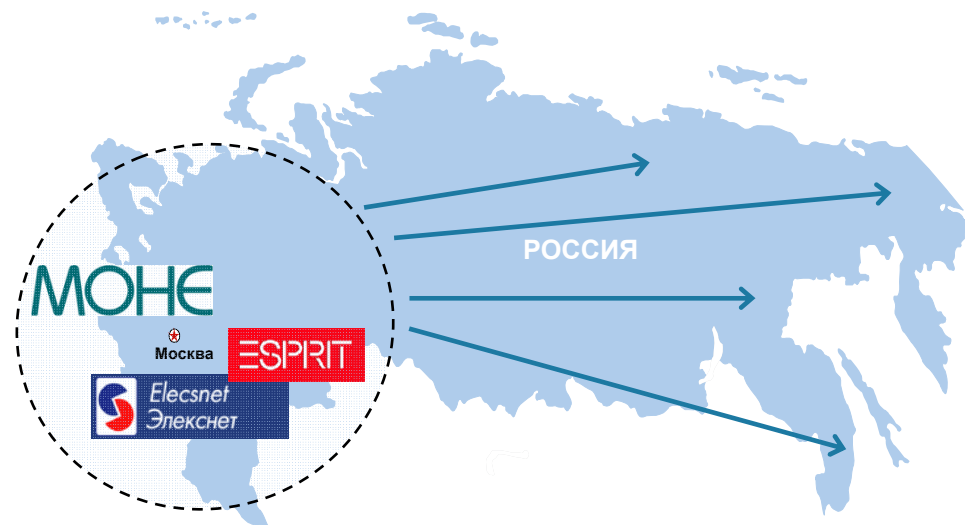 РОССИЯ
МОНЕ
Москва
ESPRIT
Elecsnet
Элекснет